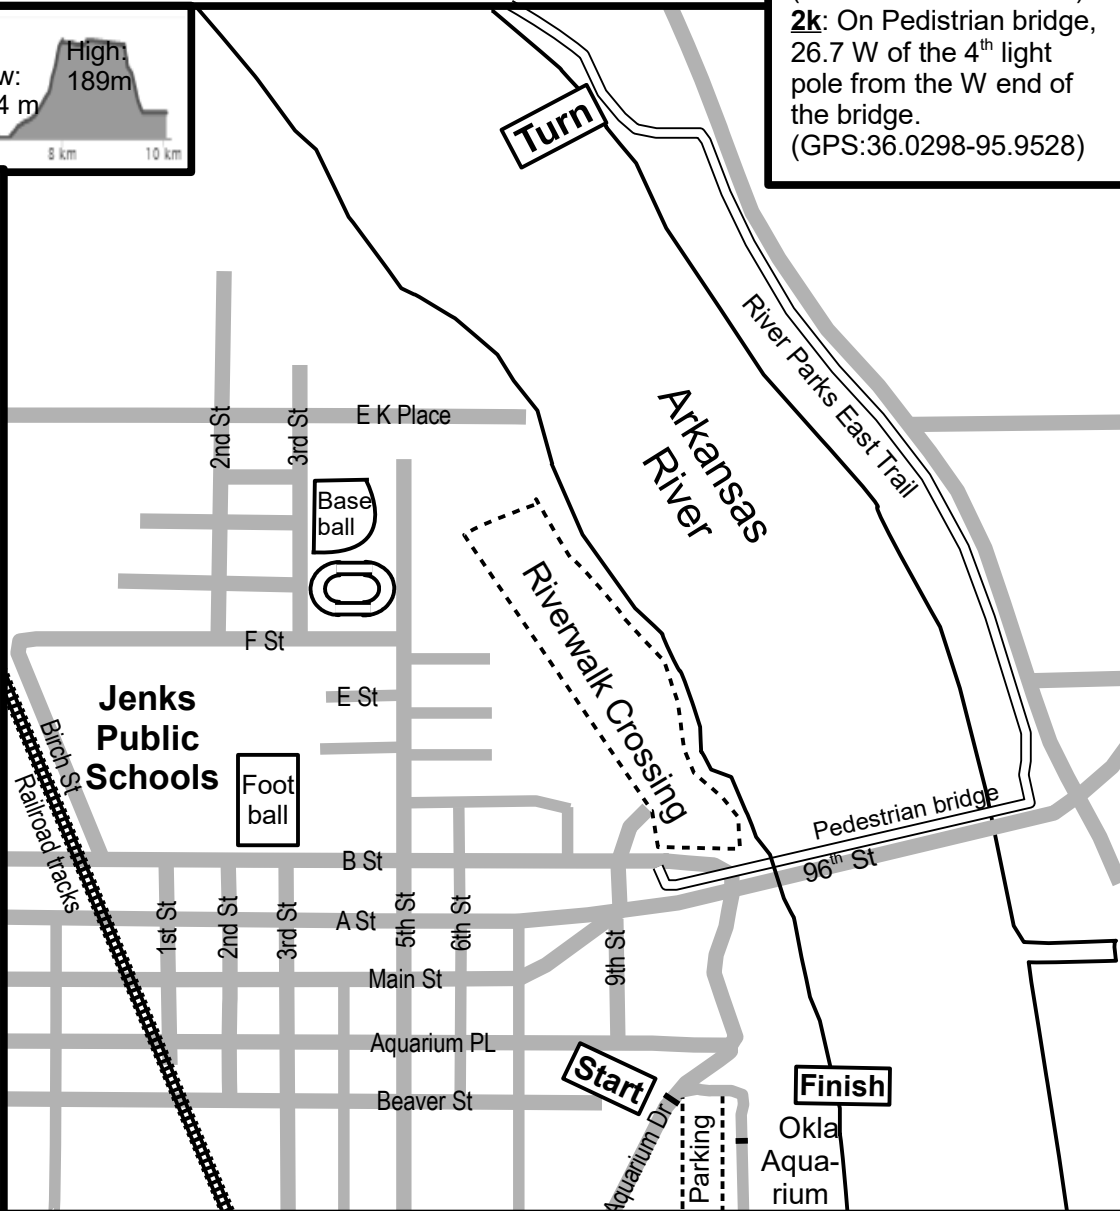 High:
189m
w:
4 m
8 km
10 km
2k: On Pedistrian bridge,
26.7 W of the 4th light
pole from the W end of
the bridge.
(GPS:36.0298-95.9528)
Turn
River Parks East Trail
Arkansas
River
2nd St
3rd St
E K Place
Base
ball
Riverwalk Crossing
F St
E St
Jenks
Public
Schools
Birch St
Railroad tracks
Foot
ball
Pedestrian bridge
96th St
B St
A St
1st St
2nd St
3rd St
5th St
6th St
9th St
Main St
Aquarium PL
Beaver St
Start
Finish
Aquarium Dr
Parking
Okla
Aqua-
rium